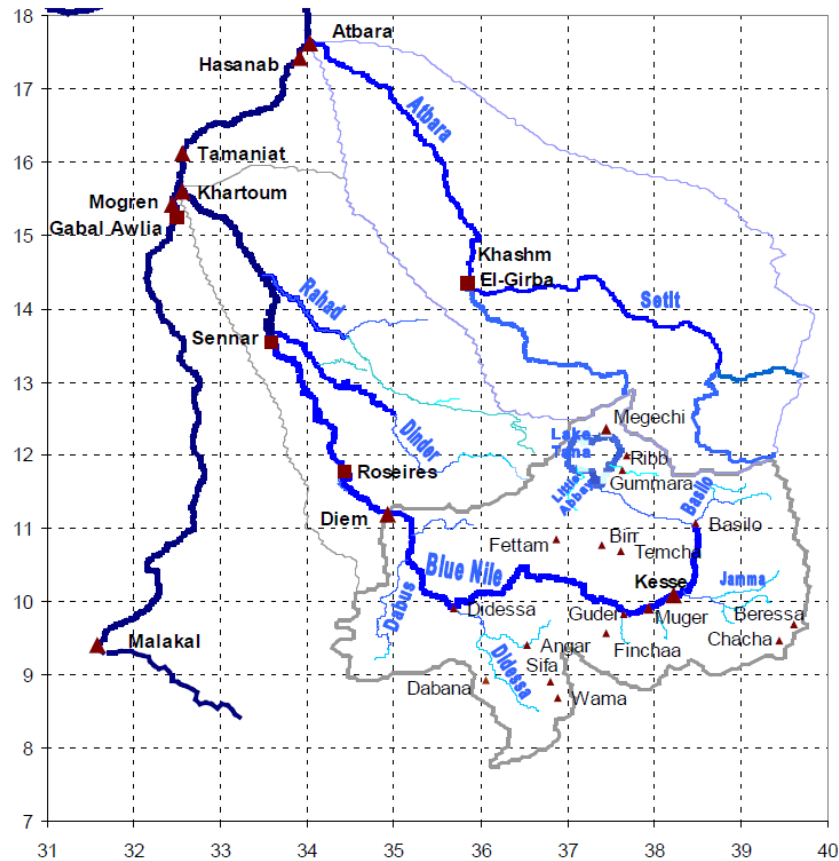 18
Atbara
Hasanab
17
Atbara
16
Tamaniat
Khartoum
Mogren
Gabal Awlia
15
Khashm
El-Girba
Setit
14
Rahad
Sennar
13
Megechi
Lake
Tana
12
Ribb
Dinder
Roseires
Gummara
Little
Abbay
Basilo
11
Diem
Basilo
Fettam
Birr
Temcha
Blue Nile
Kesse
Jamma
10
Dabus
Didessa
Guder
Muger
Beressa
Malakal
Angar
Finchaa
Chacha
9
Didessa
Sifa
Dabana
Wama
8
7
31 32 33 34 35 36 37 38 39 40